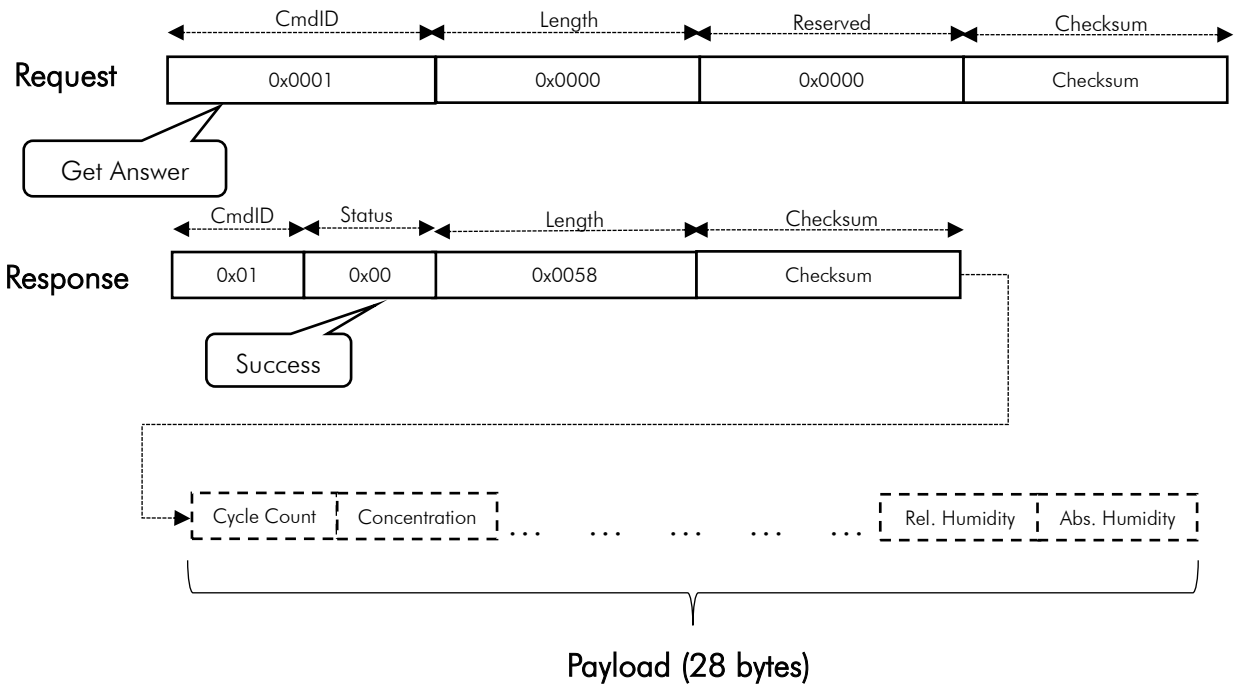 CmdID Length Reserved Checksum
Request 0x0001 0x0000 0x0000 Checksum
Get Answer
CmdID Status Length Checksum
Response 0x01 0x00 0x0058 Checksum
Success
Cycle Count Concentration ... ... ... ... ... Rel. Humidity Abs. Humidity
Payload (28 bytes)